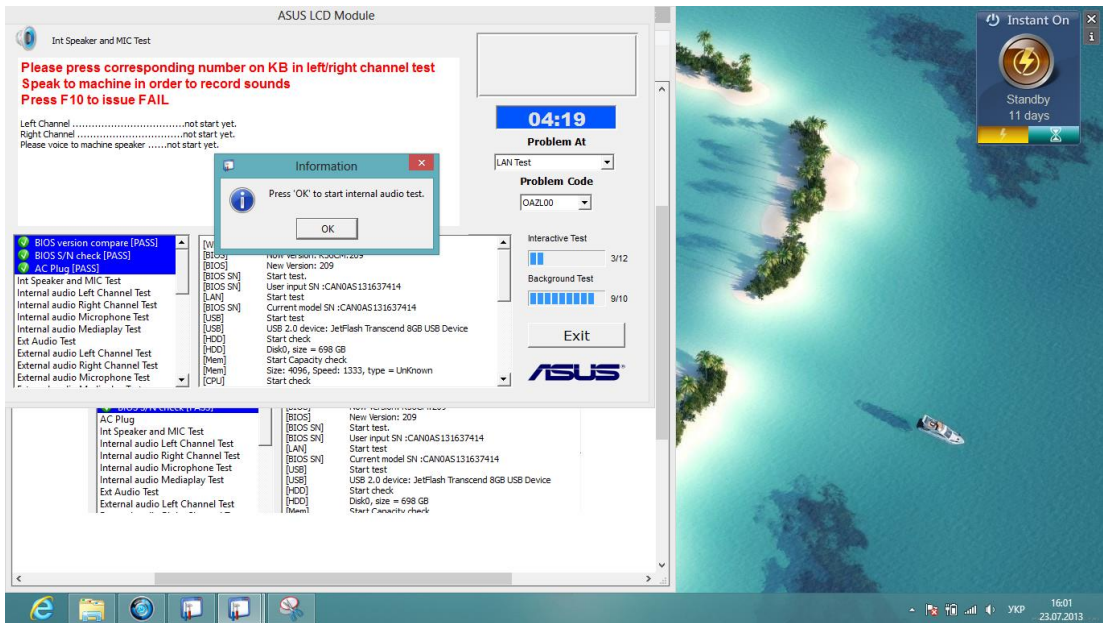 ASUS LCD Module
Int Speaker and MIC Test
Please press corresponding number on KB in left/right channel test
Speak to machine in order to record sounds
Press F10 to issue FAIL
Left Channel ..................................not start yet.
Right Channel ................................not start yet.
Please voice to machine speaker ......not start yet.
04:19
Problem At
LAN Test
Problem Code
OAZL00
Interactive Test
3/12
Background Test
9/10
Exit
ASUS
Information
Press 'OK' to start internal audio test.
OK
BIOS version compare [PASS]
BIOS S/N check [PASS]
AC Plug [PASS]
Int Speaker and MIC Test
Internal audio Left Channel Test
Internal audio Right Channel Test
Internal audio Microphone Test
Internal audio Mediaplay Test
Ext Audio Test
External audio Left Channel Test
External audio Right Channel Test
External audio Microphone Test
[BIOS] New Version: 209
[BIOS SN] Start test.
[BIOS SN] User input SN :CAN0AS131637414
[LAN] Start test
[BIOS SN] Current model SN :CAN0AS131637414
[USB] Start test
[USB] USB 2.0 device: JetFlash Transcend 8GB USB Device
[HDD] Start check
[HDD] Disk0, size = 698 GB
[Mem] Start Capacity check
[Mem] Size: 4096, Speed: 1333, type = UnKnown
[CPU] Start check
BIOS S/N check [PASS]
AC Plug
Int Speaker and MIC Test
Internal audio Left Channel Test
Internal audio Right Channel Test
Internal audio Microphone Test
Internal audio Mediaplay Test
Ext Audio Test
External audio Left Channel Test
[BIOS] New Version: 209
[BIOS SN] Start test.
[BIOS SN] User input SN :CAN0AS131637414
[LAN] Start test
[BIOS SN] Current model SN :CAN0AS131637414
[USB] Start test
[USB] USB 2.0 device: JetFlash Transcend 8GB USB Device
[HDD] Start check
[HDD] Disk0, size = 698 GB
[Mem] Start Capacity check
Instant On
Standby
11 days
УКР
16:01
23.07.2013